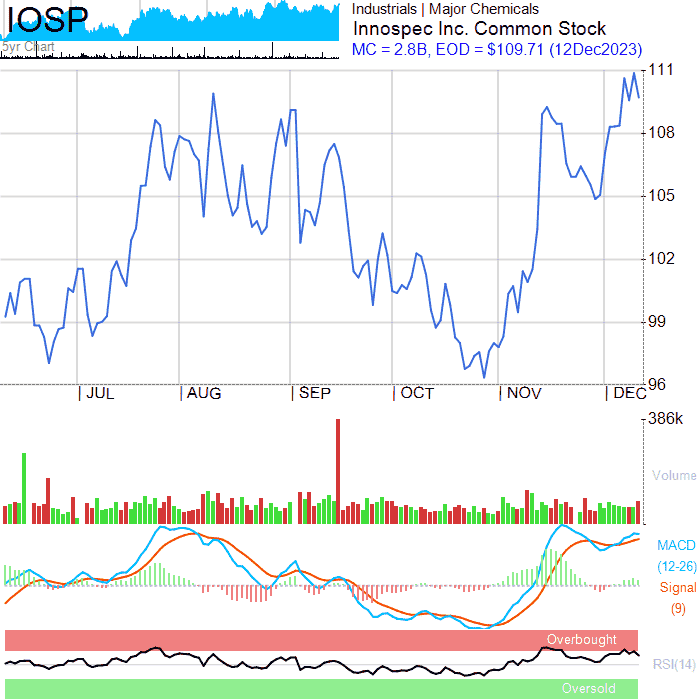 IOSP
5yr Chart
Industrials | Major Chemicals
Innospec Inc. Common Stock
MC = 2.8B, EOD = $109.71 (12Dec2023)
111
108
105
102
99
96
JUL
AUG
SEP
OCT
NOV
DEC
386k
Volume
MACD
(12-26)
Signal
(9)
Overbought
RSI(14)
Oversold